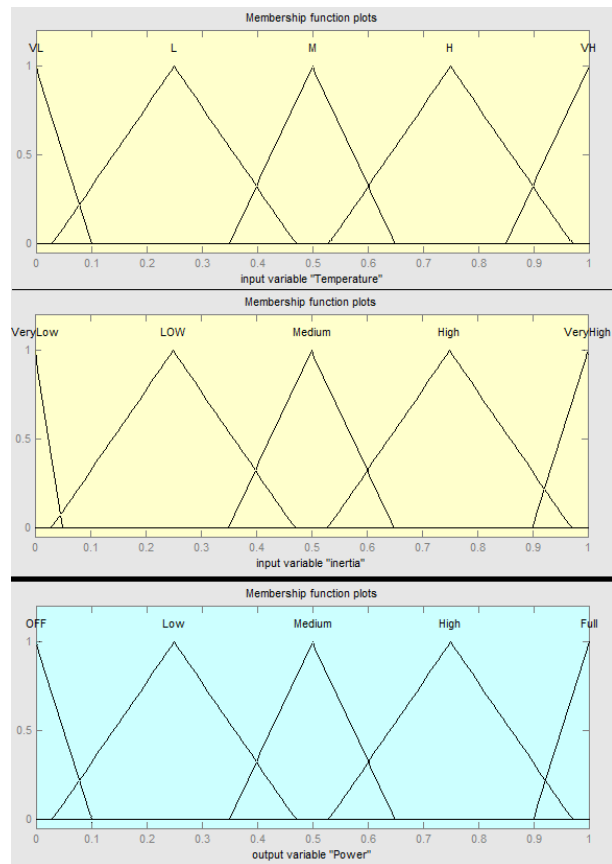 Membership function plots
VL L M H VH
1
0.5
0
0 0.1 0.2 0.3 0.4 0.5 0.6 0.7 0.8 0.9 1
input variable "Temperature"
Membership function plots
VeryLow LOW Medium High VeryHigh
1
0.5
0
0 0.1 0.2 0.3 0.4 0.5 0.6 0.7 0.8 0.9 1
input variable "inertia"
Membership function plots
OFF Low Medium High Full
1
0.5
0
0 0.1 0.2 0.3 0.4 0.5 0.6 0.7 0.8 0.9 1
output variable "Power"